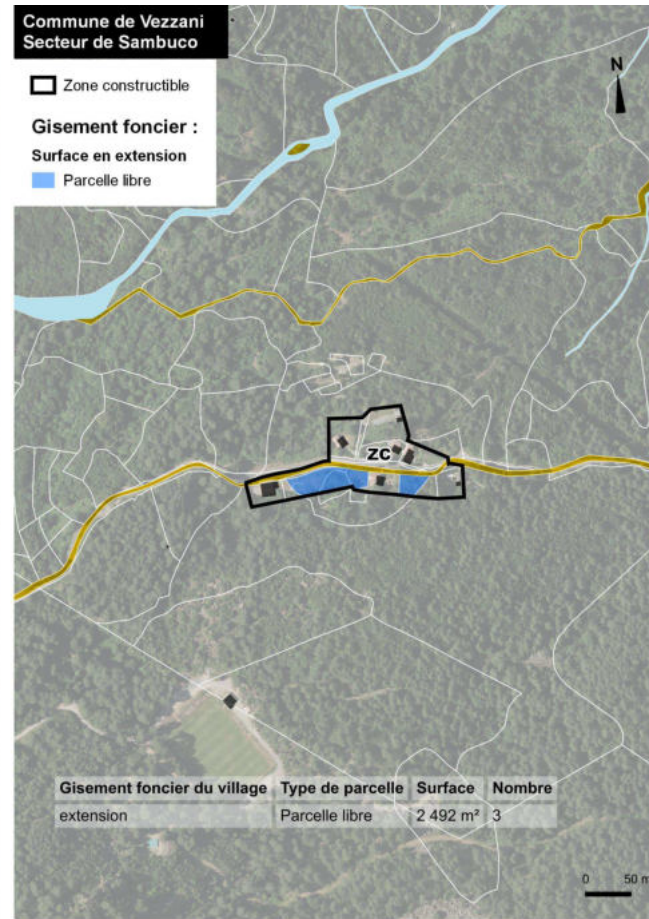 Commune de Vezzani
Secteur de Sambuco
Zone constructible
Gisement foncier :
Surface en extension
Parcelle libre
N
zc
Gisement foncier du village Type de parcelle Surface Nombre
extension Parcelle libre 2 492 m² 3
0 50 m